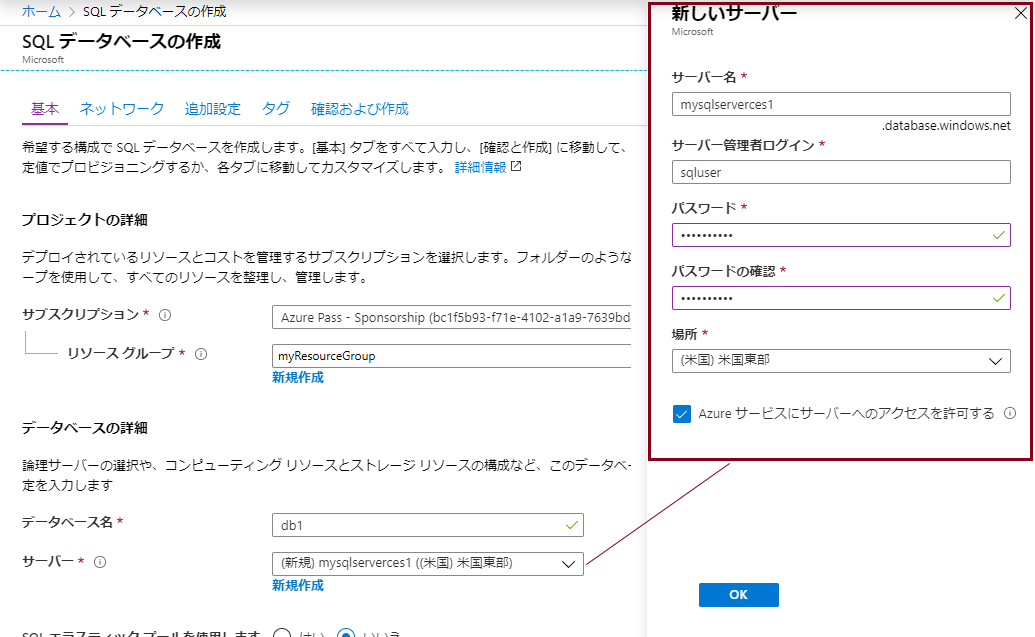 ホーム > SQL データベースの作成
SQL データベースの作成
Microsoft
基本 ネットワーク 追加設定 タグ 確認および作成
希望する構成で SQL データベースを作成します。[基本] タブをすべて入力し、[確認と作成] に移動して、
定値でプロビジョニングするか、各タブに移動してカスタマイズします。 詳細情報
プロジェクトの詳細
デプロイされているリソースとコストを管理するサブスクリプションを選択します。フォルダーのような
ープを使用して、すべてのリソースを整理し、管理します。
サブスクリプション * Azure Pass - Sponsorship (bc1f5b93-f71e-4102-a1a9-7639bd
リソース グループ * myResourceGroup
新規作成
データベースの詳細
論理サーバーの選択や、コンピューティング リソースとストレージ リソースの構成など、このデータベー
定を入力します
データベース名 * db1
サーバー * (新規) mysqlserverces1 ((米国) 米国東部)
新規作成
SQL エラスティック プールを使用します はい いいえ
新しいサーバー
Microsoft
サーバー名 *
mysqlserverces1
.database.windows.net
サーバー管理者ログイン *
sqluser
パスワード *
••••••••••
パスワードの確認 *
••••••••••
場所 *
(米国) 米国東部
Azure サービスにサーバーへのアクセスを許可する
OK